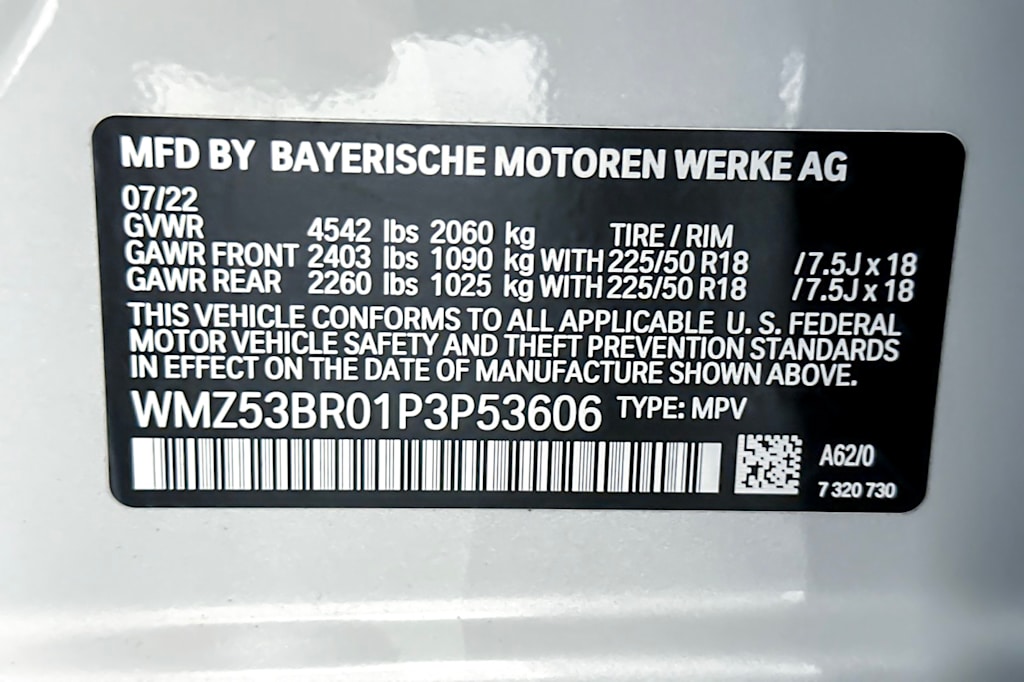 MFD BY BAYERISCHE MOTOREN WERKE AG
07/22
GVWR 4542 lbs 2060 kg TIRE / RIM
GAWR FRONT 2403 lbs 1090 kg WITH 225/50 R18 /7.5J x 18
GAWR REAR 2260 lbs 1025 kg WITH 225/50 R18 /7.5J x 18
THIS VEHICLE CONFORMS TO ALL APPLICABLE U. S. FEDERAL
MOTOR VEHICLE SAFETY AND THEFT PREVENTION STANDARDS
IN EFFECT ON THE DATE OF MANUFACTURE SHOWN ABOVE.
WMZ53BR01P3P53606 TYPE: MPV
A62/0
7 320 730